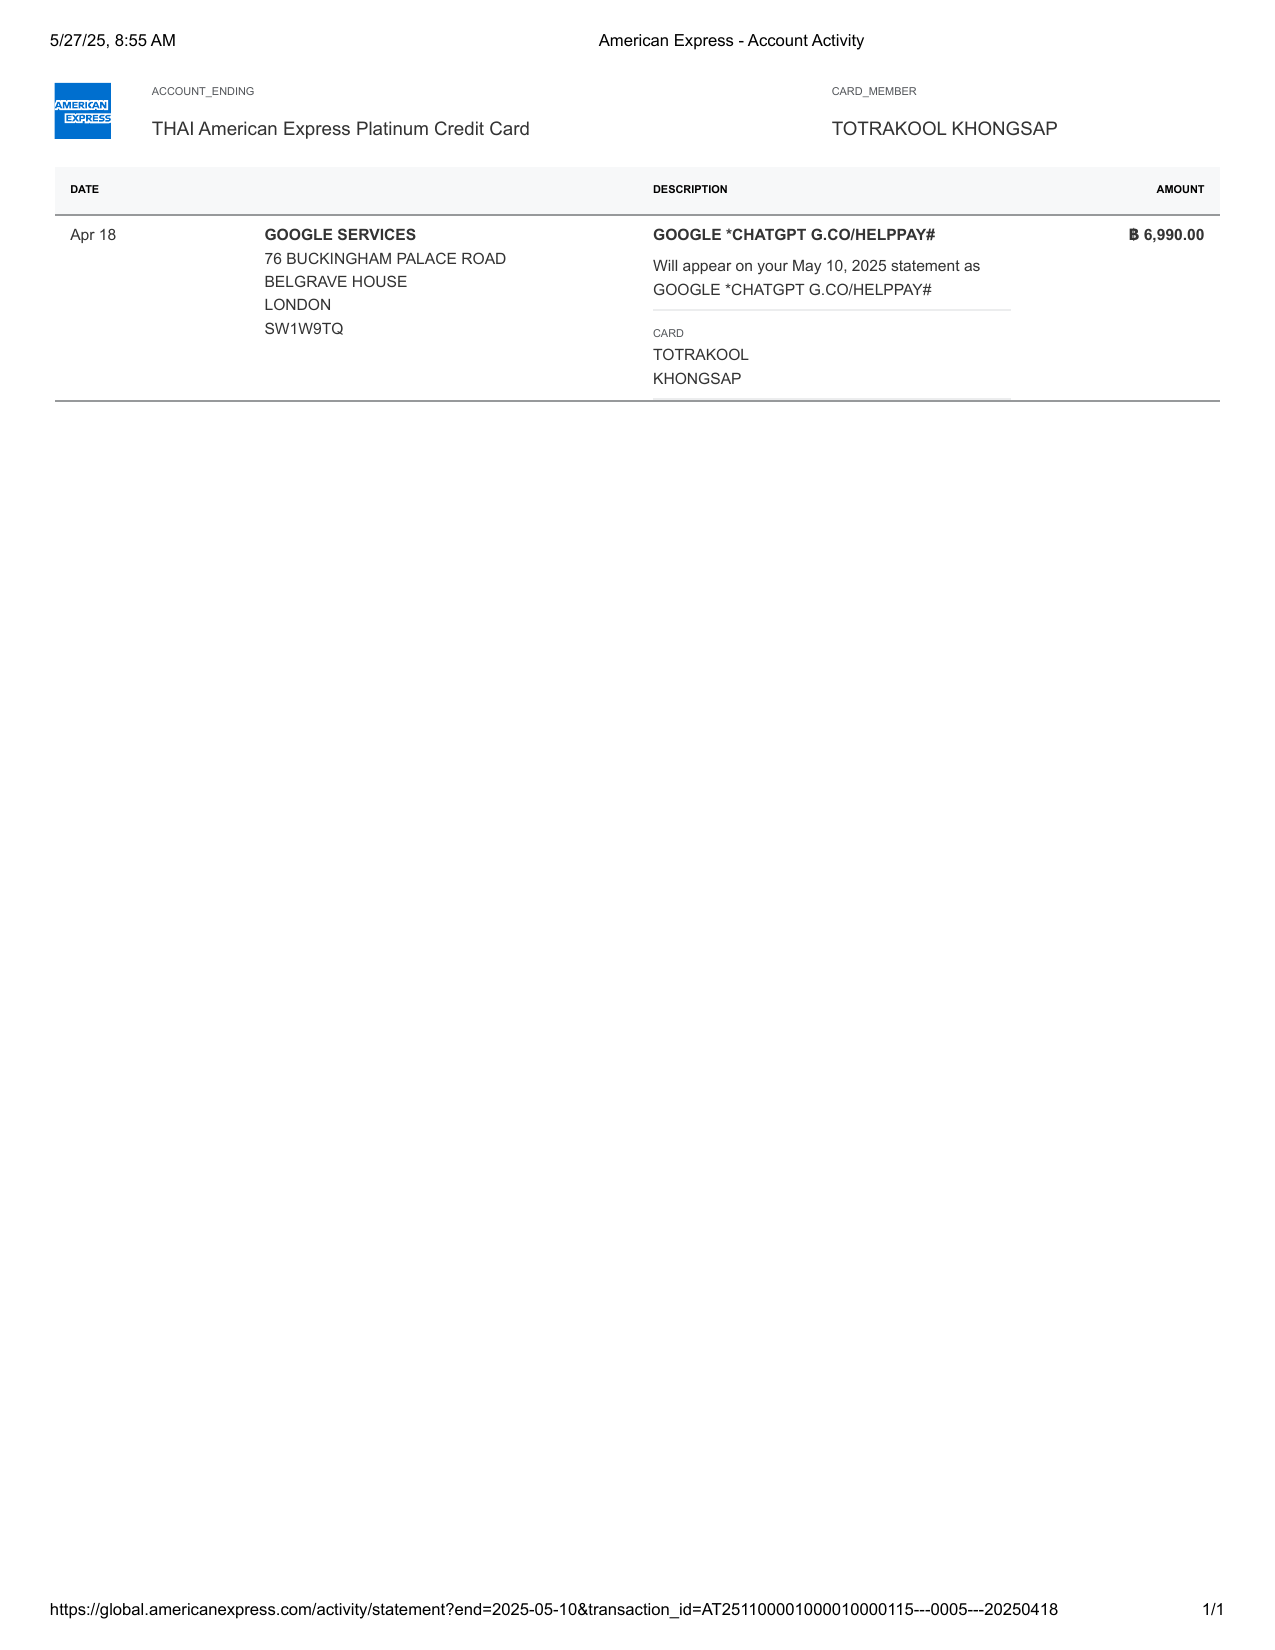 5/27/25, 8:55 AM
American Express - Account Activity
AMERICAN
EXPRESS
ACCOUNT_ENDING
THAI American Express Platinum Credit Card
CARD_MEMBER
TOTRAKOOL KHONGSAP
DATE DESCRIPTION AMOUNT
Apr 18
GOOGLE SERVICES
76 BUCKINGHAM PALACE ROAD
BELGRAVE HOUSE
LONDON
SW1W9TQ
GOOGLE *CHATGPT G.CO/HELPPAY#
Will appear on your May 10, 2025 statement as
GOOGLE *CHATGPT G.CO/HELPPAY#
CARD
TOTRAKOOL
KHONGSAP
฿ 6,990.00
https://global.americanexpress.com/activity/statement?end=2025-05-10&transaction_id=AT251100001000010000115---0005---20250418
1/1